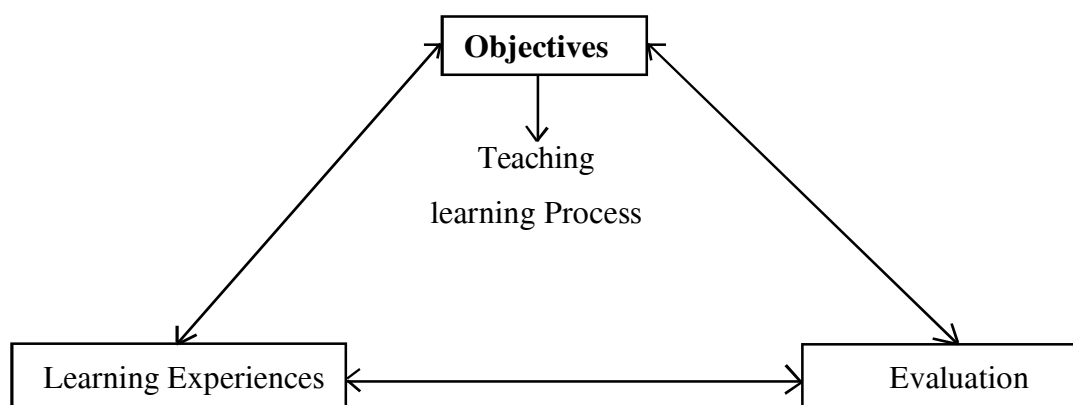 Objectives
Teaching
learning Process
Learning Experiences
Evaluation